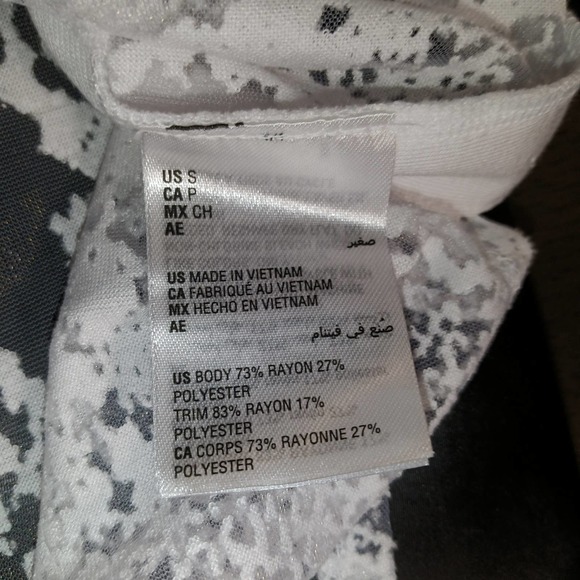 US S
CA P
MX CH
AE
صغير
US MADE IN VIETNAM
CA FABRIQUÉ AU VIETNAM
MX HECHO EN VIETNAM
AE
صُنع في فيتنام
US BODY 73% RAYON 27%
POLYESTER
TRIM 83% RAYON 17%
POLYESTER
CA CORPS 73% RAYONNE 27%
POLYESTER